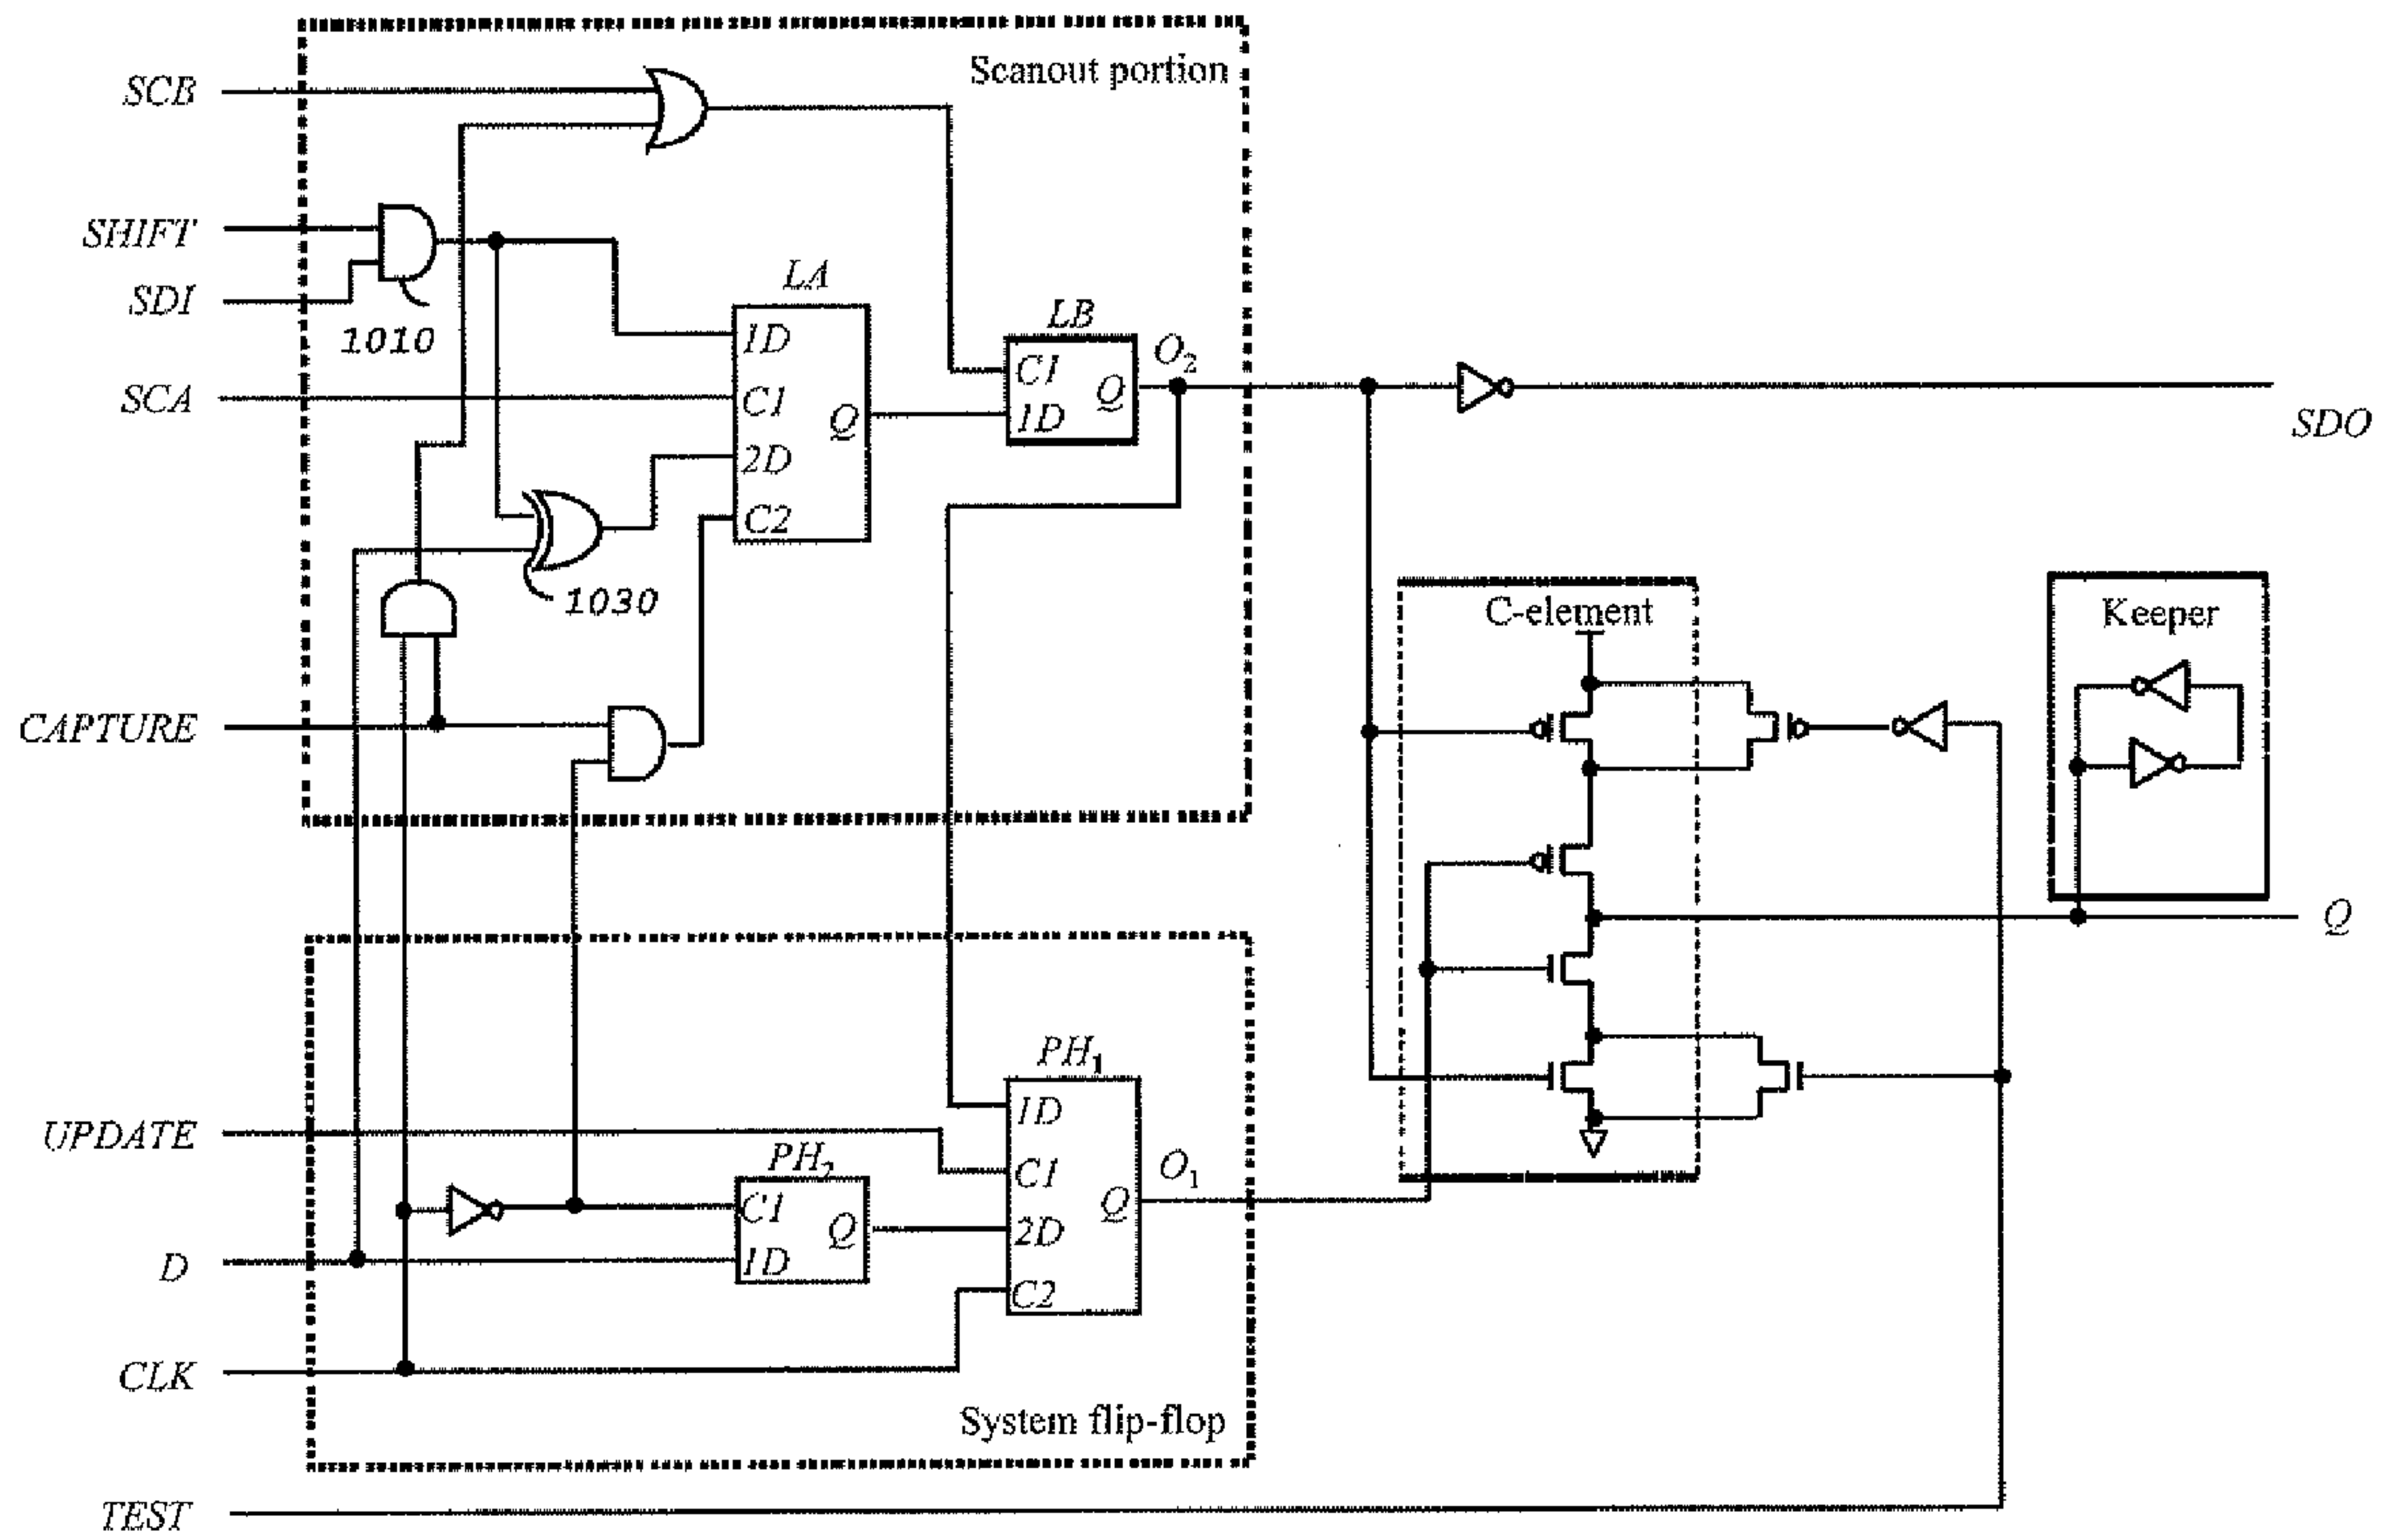 Scanout portion
SCB
SHIFT
SDI
1010
SCA
LA
1D
C1
2D
C2
Q
LB
C1
1D
Q
O2
SDO
1030
CAPTURE
C-element
Keeper
Q
UPDATE
PH1
1D
C1
2D
C2
Q
O1
PH2
C1
1D
Q
D
CLK
System flip-flop
TEST